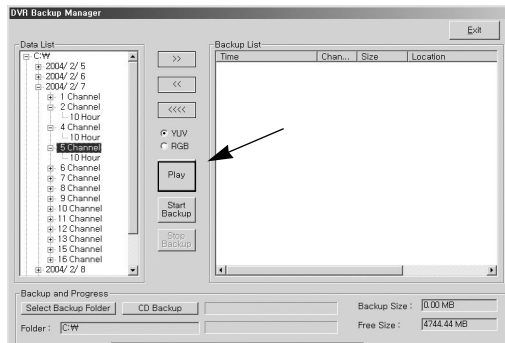 DVR Backup Manager
Exit
Data List
C:₩
2004/ 2/ 5
2004/ 2/ 6
2004/ 2/ 7
1 Channel
2 Channel
10 Hour
4 Channel
10 Hour
5 Channel
10 Hour
6 Channel
7 Channel
8 Channel
9 Channel
10 Channel
11 Channel
12 Channel
13 Channel
15 Channel
16 Channel
2004/ 2/ 8
>>
<<
<<<<
YUV
RGB
Play
Start Backup
Stop Backup
Backup List
Time Chan... Size Location
Backup and Progress
Select Backup Folder CD Backup Backup Size : 0.00 MB
Folder : C:₩ Free Size : 4744.44 MB